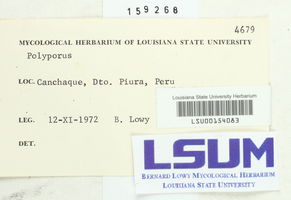 159268
4679
MYCOLOGICAL HERBARIUM OF LOUISIANA STATE UNIVERSITY
Polyporus
LOC. Canchaque, Dto. Piura, Peru
Louisiana State University Herbarium
LSU00154083
LEG. 12-XI-1972 B. Lowy
DET.
LSUM
BERNARD LOWY MYCOLOGICAL HERBARIUM
LOUISIANA STATE UNIVERSITY